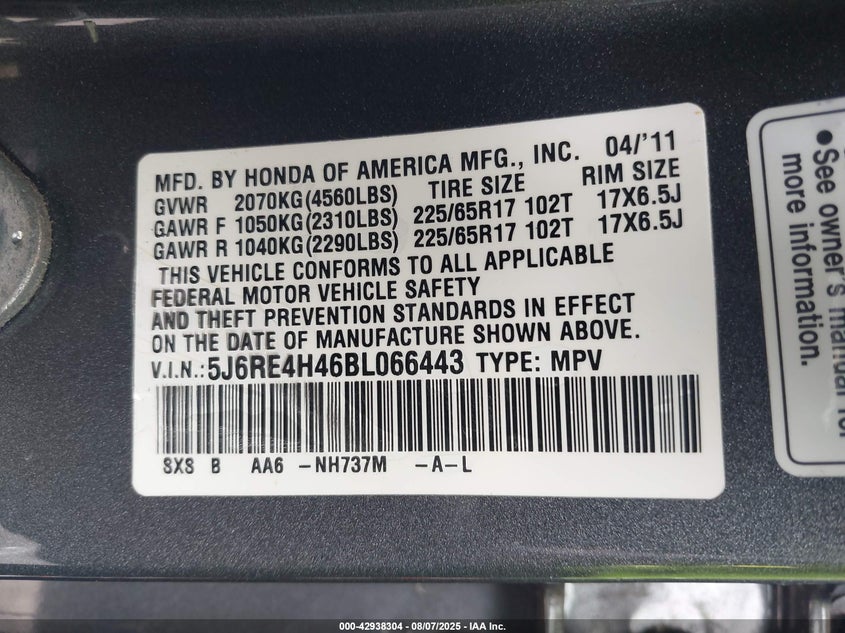 MFD. BY HONDA OF AMERICA MFG., INC. 04/'11
GVWR 2070KG(4560LBS) TIRE SIZE RIM SIZE
GAWR F 1050KG(2310LBS) 225/65R17 102T 17X6.5J
GAWR R 1040KG(2290LBS) 225/65R17 102T 17X6.5J
THIS VEHICLE CONFORMS TO ALL APPLICABLE
FEDERAL MOTOR VEHICLE SAFETY
AND THEFT PREVENTION STANDARDS IN EFFECT
ON THE DATE OF MANUFACTURE SHOWN ABOVE.
V.I.N.:5J6RE4H46BL066443 TYPE: MPV
SXS B AA6 -NH737M -A-L
●See owner's manual for
more information.
000-42938304 | 08/07/2025 - IAA Inc.